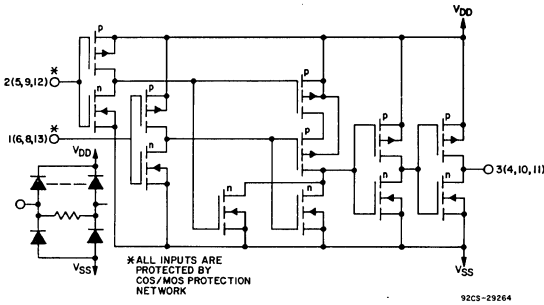 p
VDD
*
2(5,9,12)
n
p
p
*
1(6,8,13)
p
p
p
VDD
n
3(4,10,11)
n
n
n
n
VSS
*ALL INPUTS ARE
PROTECTED BY
COS/MOS PROTECTION
NETWORK
VSS
92CS-29264